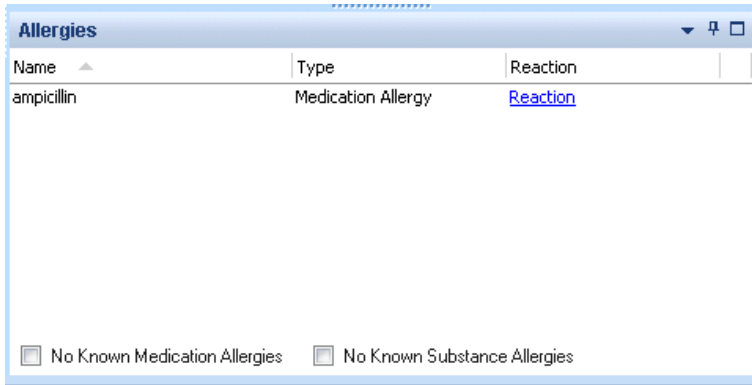 Allergies
Name Type Reaction
ampicillin Medication Allergy Reaction
No Known Medication Allergies No Known Substance Allergies